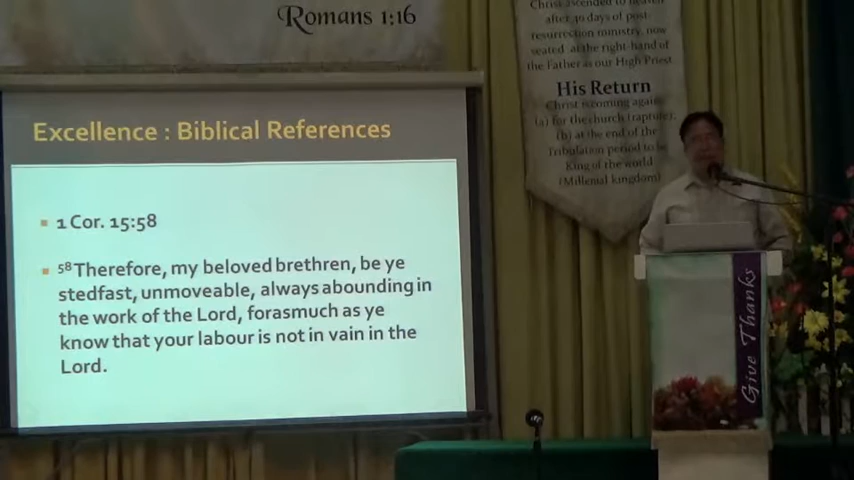 Romans 1:16
Christ ascended to heaven
after 40 days of post
resurrection ministry, now
seated at the right hand of
the Father as our High Priest
His Return
Christ is coming again
(a) for the church (rapture)
(b) at the end of the
Tribulation period to be
King of the world
(Millenial kingdom)
Excellence : Biblical References
1 Cor. 15:58
58Therefore, my beloved brethren, be ye
stedfast, unmoveable, always abounding in
the work of the Lord, forasmuch as ye
know that your labour is not in vain in the
Lord.
Give Thanks